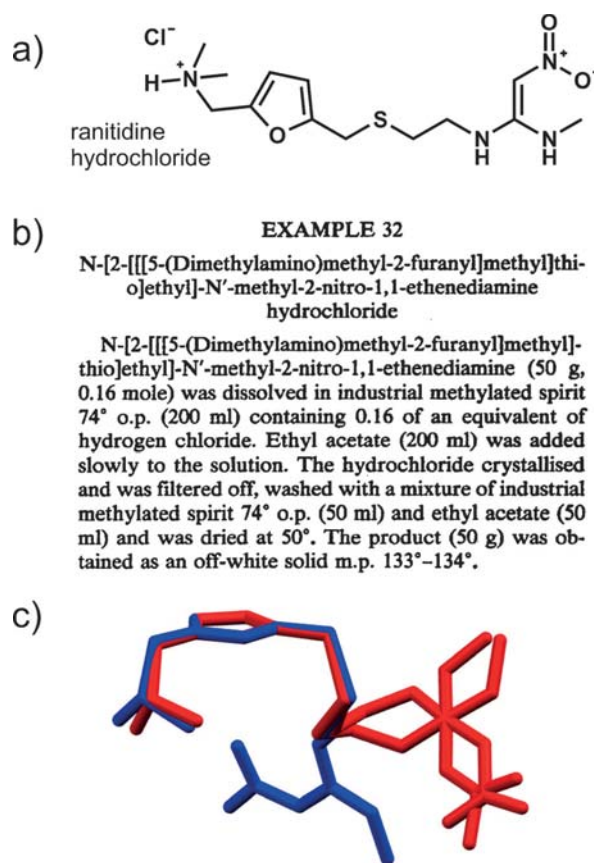 a)
Cl⁻
H-N⁺
O
S
N
H
N
H
O
N⁺
O⁻
ranitidine
hydrochloride
b)
EXAMPLE 32
N-[2-[[[5-(Dimethylamino)methyl-2-furanyl]methyl]thi-
o]ethyl]-N′-methyl-2-nitro-1,1-ethenediamine
hydrochloride
N-[2-[[[5-(Dimethylamino)methyl-2-furanyl]methyl]-
thio]ethyl]-N′-methyl-2-nitro-1,1-ethenediamine (50 g,
0.16 mole) was dissolved in industrial methylated spirit
74° o.p. (200 ml) containing 0.16 of an equivalent of
hydrogen chloride. Ethyl acetate (200 ml) was added
slowly to the solution. The hydrochloride crystallised
and was filtered off, washed with a mixture of industrial
methylated spirit 74° o.p. (50 ml) and ethyl acetate (50
ml) and was dried at 50°. The product (50 g) was ob-
tained as an off-white solid m.p. 133°-134°.
c)